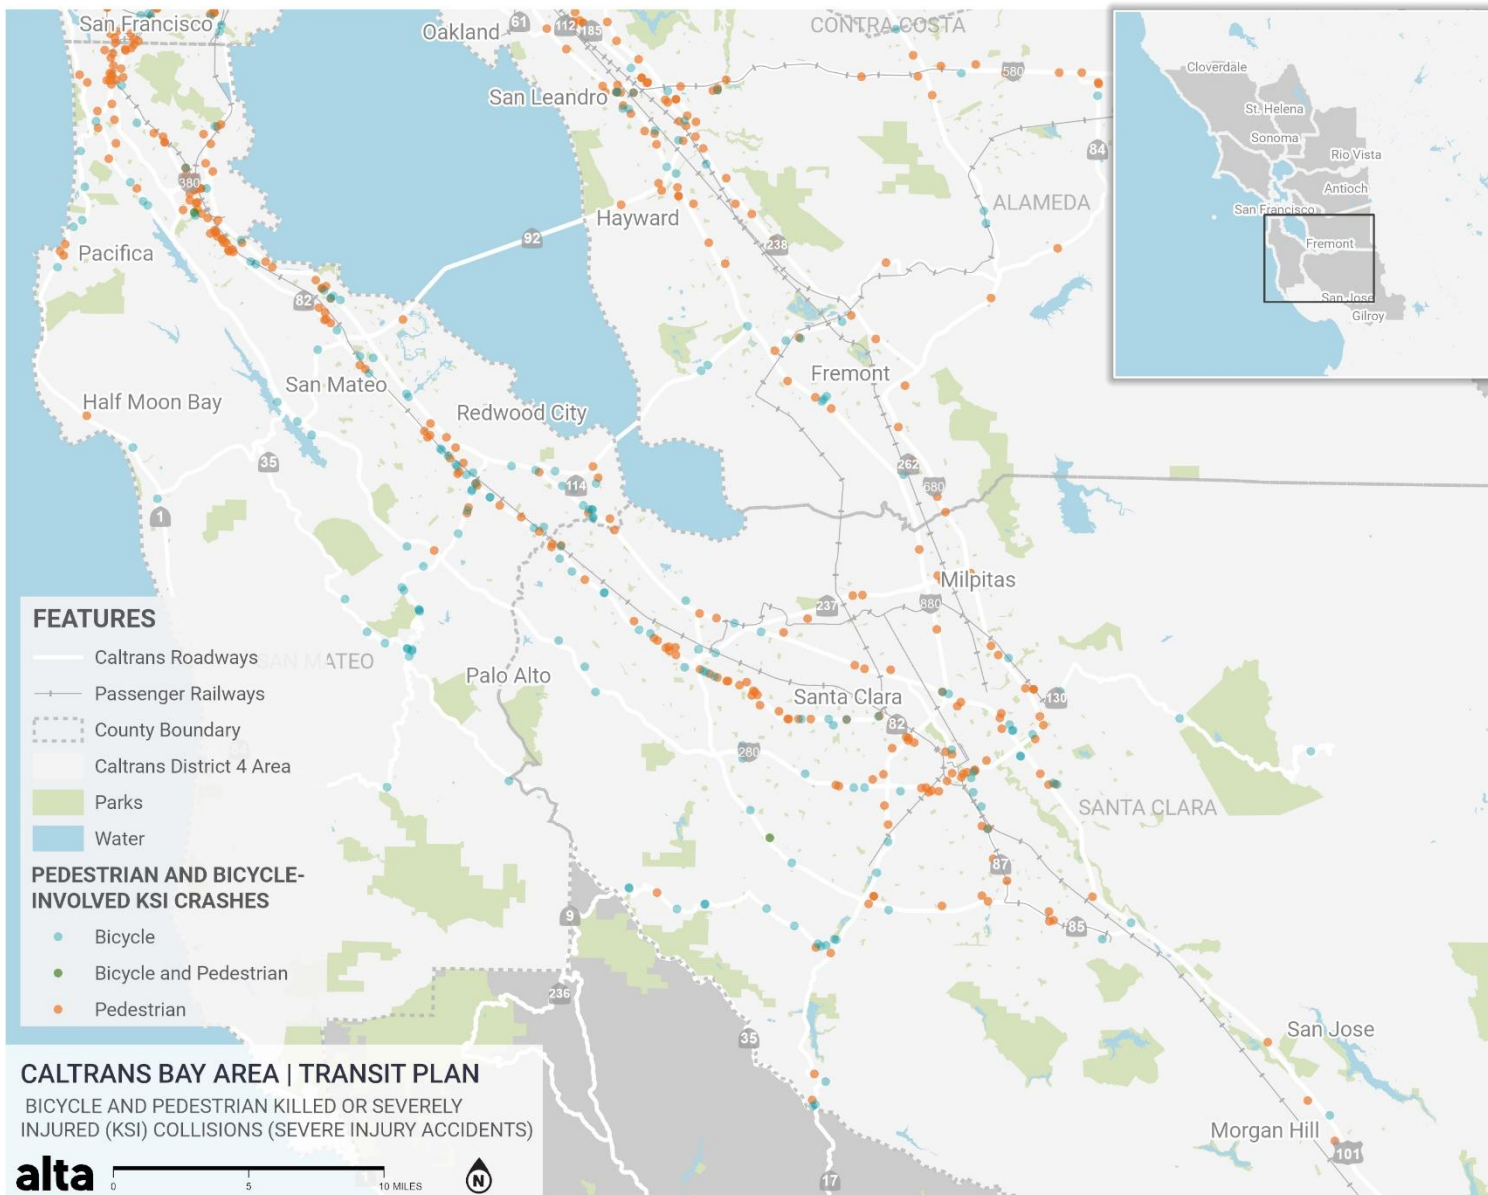 San Francisco
Oakland
61
112
185
CONTRA COSTA
580
San Leandro
84
380
ALAMEDA
Hayward
92
238
Pacifica
82
San Mateo
Fremont
Half Moon Bay
Redwood City
35
262
114
680
1
Milpitas
237
880
SAN MATEO
Palo Alto
Santa Clara
130
82
280
SANTA CLARA
87
9
85
236
35
San Jose
Morgan Hill
101
17
1
Cloverdale
St. Helena
Sonoma
Rio Vista
Antioch
San Francisco
Fremont
San Jose
Gilroy
FEATURES
Caltrans Roadways
Passenger Railways
County Boundary
Caltrans District 4 Area
Parks
Water
PEDESTRIAN AND BICYCLE-
INVOLVED KSI CRASHES
Bicycle
Bicycle and Pedestrian
Pedestrian
CALTRANS BAY AREA | TRANSIT PLAN
BICYCLE AND PEDESTRIAN KILLED OR SEVERELY
INJURED (KSI) COLLISIONS (SEVERE INJURY ACCIDENTS)
alta
0 5 10 MILES
N